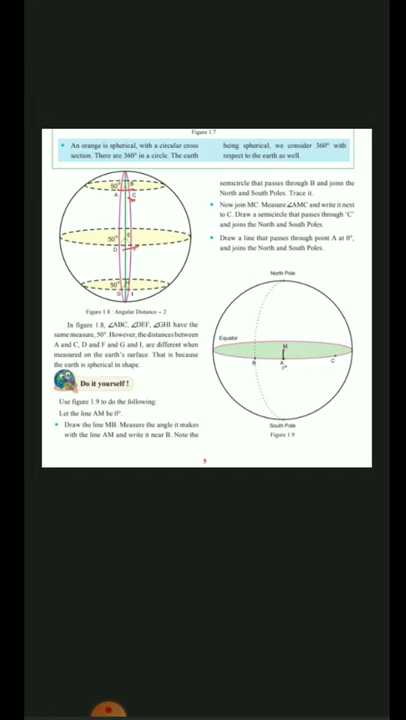 Figure 1.7
• An orange is spherical, with a circular cross
section. There are 360° in a circle. The earth
being spherical, we consider 360° with
respect to the earth as well.
50° B
A C
50° E
D
50°
G I
Figure 1.8 : Angular Distance - 2
In figure 1.8, ∠ABC, ∠DEF, ∠GHI have the
same measure, 50°. However, the distances between
A and C, D and F and G and I, are different when
measured on the earth's surface. That is because
the earth is spherical in shape.
Do it yourself !
Use figure 1.9 to do the following:
Let the line AM be 0°.
• Draw the line MB. Measure the angle it makes
with the line AM and write it near B. Note the
semicircle that passes through B and joins the
North and South Poles. Trace it.
• Now join MC. Measure ∠AMC and write it next
to C. Draw a semicircle that passes through 'C'
and joins the North and South Poles.
• Draw a line that passes through point A at 0°,
and joins the North and South Poles.
North Pole
Equator
M
B A C
0°
South Pole
Figure 1.9
5